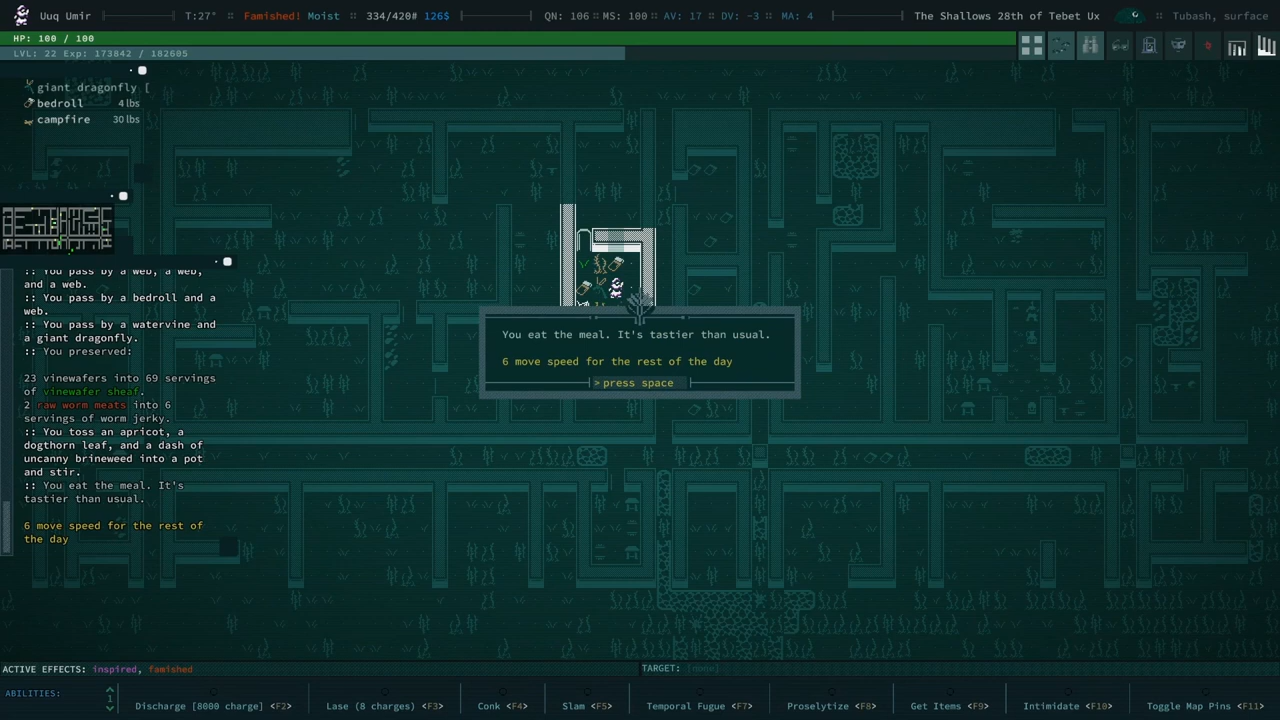 Uuq Umir T:27° :: Famished! Moist :: 334/420# 126$ QN: 106 :: MS: 100 :: AV: 17 :: DV: -3 :: MA: 4 The Shallows 28th of Tebet Ux :: Tubash, surface
HP: 100 / 100
LVL: 22 Exp: 173842 / 182605
giant dragonfly [
bedroll 4 lbs
campfire 30 lbs
:: You pass by a web, a web,
and a web.
:: You pass by a bedroll and a
web.
:: You pass by a watervine and
a giant dragonfly.
:: You preserved:
23 vinewafers into 69 servings
of vinewafer sheaf.
2 raw worm meats into 6
servings of worm jerky.
:: You toss an apricot, a
dogthorn leaf, and a dash of
uncanny brineweed into a pot
and stir.
:: You eat the meal. It's
tastier than usual.
6 move speed for the rest of
the day
You eat the meal. It's tastier than usual.
6 move speed for the rest of the day
> press space
ACTIVE EFFECTS: inspired, famished
TARGET: [none]
ABILITIES: 1 Discharge [8000 charge] <F2> Lase (8 charges) <F3> Conk <F4> Slam <F5> Temporal Fugue <F7> Proselytize <F8> Get Items <F9> Intimidate <F10> Toggle Map Pins <F11>